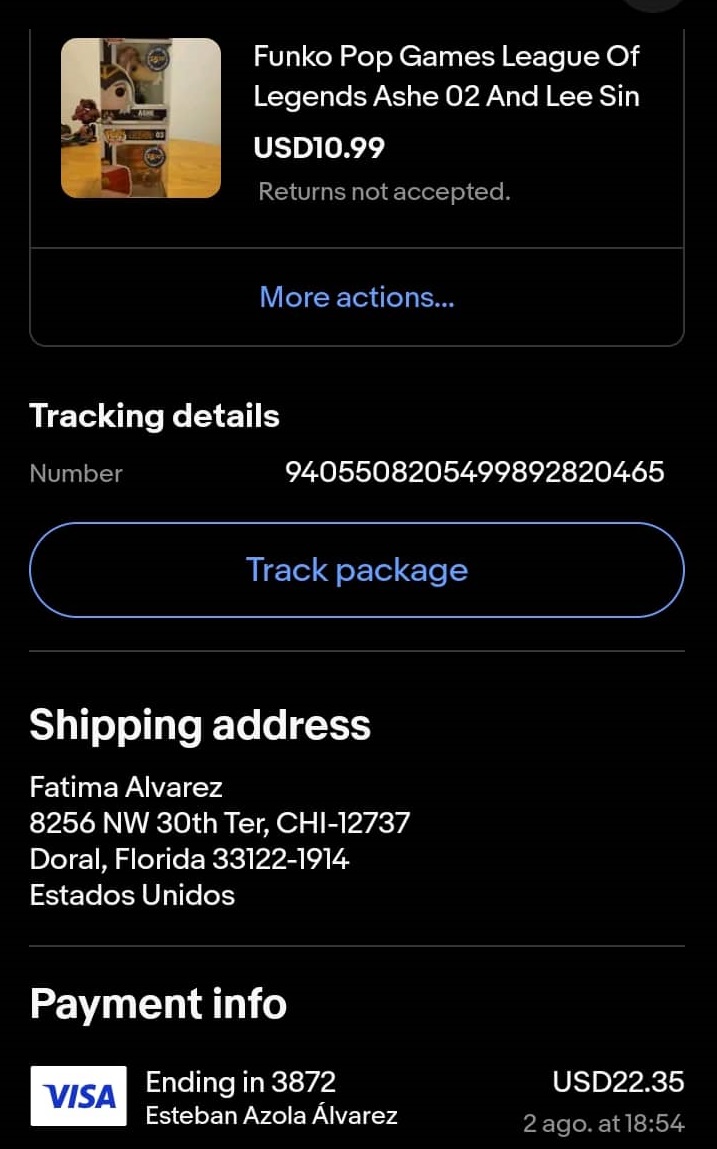 Funko Pop Games League Of
Legends Ashe 02 And Lee Sin
USD10.99
Returns not accepted.
ASHE
03
More actions...
Tracking details
Number 9405508205499892820465
Track package
Shipping address
Fatima Alvarez
8256 NW 30th Ter, CHI-12737
Doral, Florida 33122-1914
Estados Unidos
Payment info
VISA Ending in 3872 USD22.35
Esteban Azola Álvarez 2 ago. at 18:54